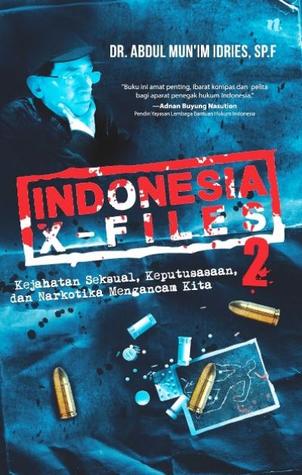 DR. ABDUL MUN'IM IDRIES, SP.F
"Buku ini amat penting, ibarat kompas dan pelita
bagi aparat penegak hukum Indonesia."
—Adnan Buyung Nasution
Pendiri Yayasan Lembaga Bantuan Hukum Indonesia
INDONESIA
X-FILES
2
Kejahatan Seksual, Keputusasaan,
dan Narkotika Mengancam Kita